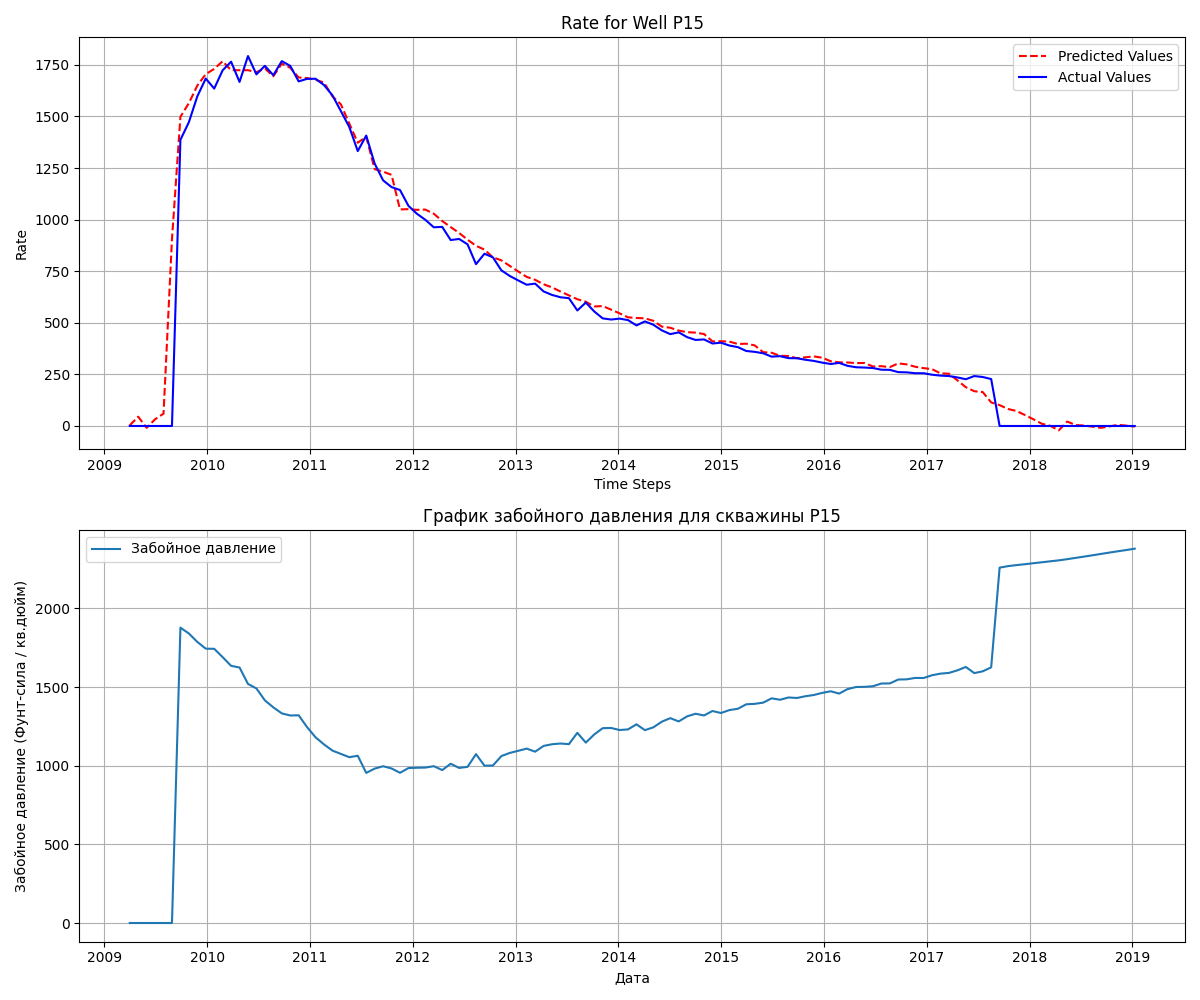 Rate for Well P15
Rate
1750
1500
1250
1000
750
500
250
0
Predicted Values
Actual Values
2009 2010 2011 2012 2013 2014 2015 2016 2017 2018 2019
Time Steps
График забойного давления для скважины P15
Забойное давление (Фунт-сила / кв.дюйм)
Забойное давление
2000
1500
1000
500
0
2009 2010 2011 2012 2013 2014 2015 2016 2017 2018 2019
Дата